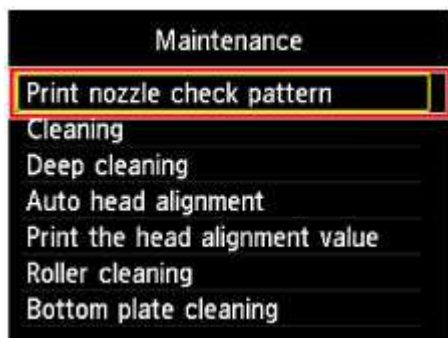 Maintenance
Print nozzle check pattern
Cleaning
Deep cleaning
Auto head alignment
Print the head alignment value
Roller cleaning
Bottom plate cleaning